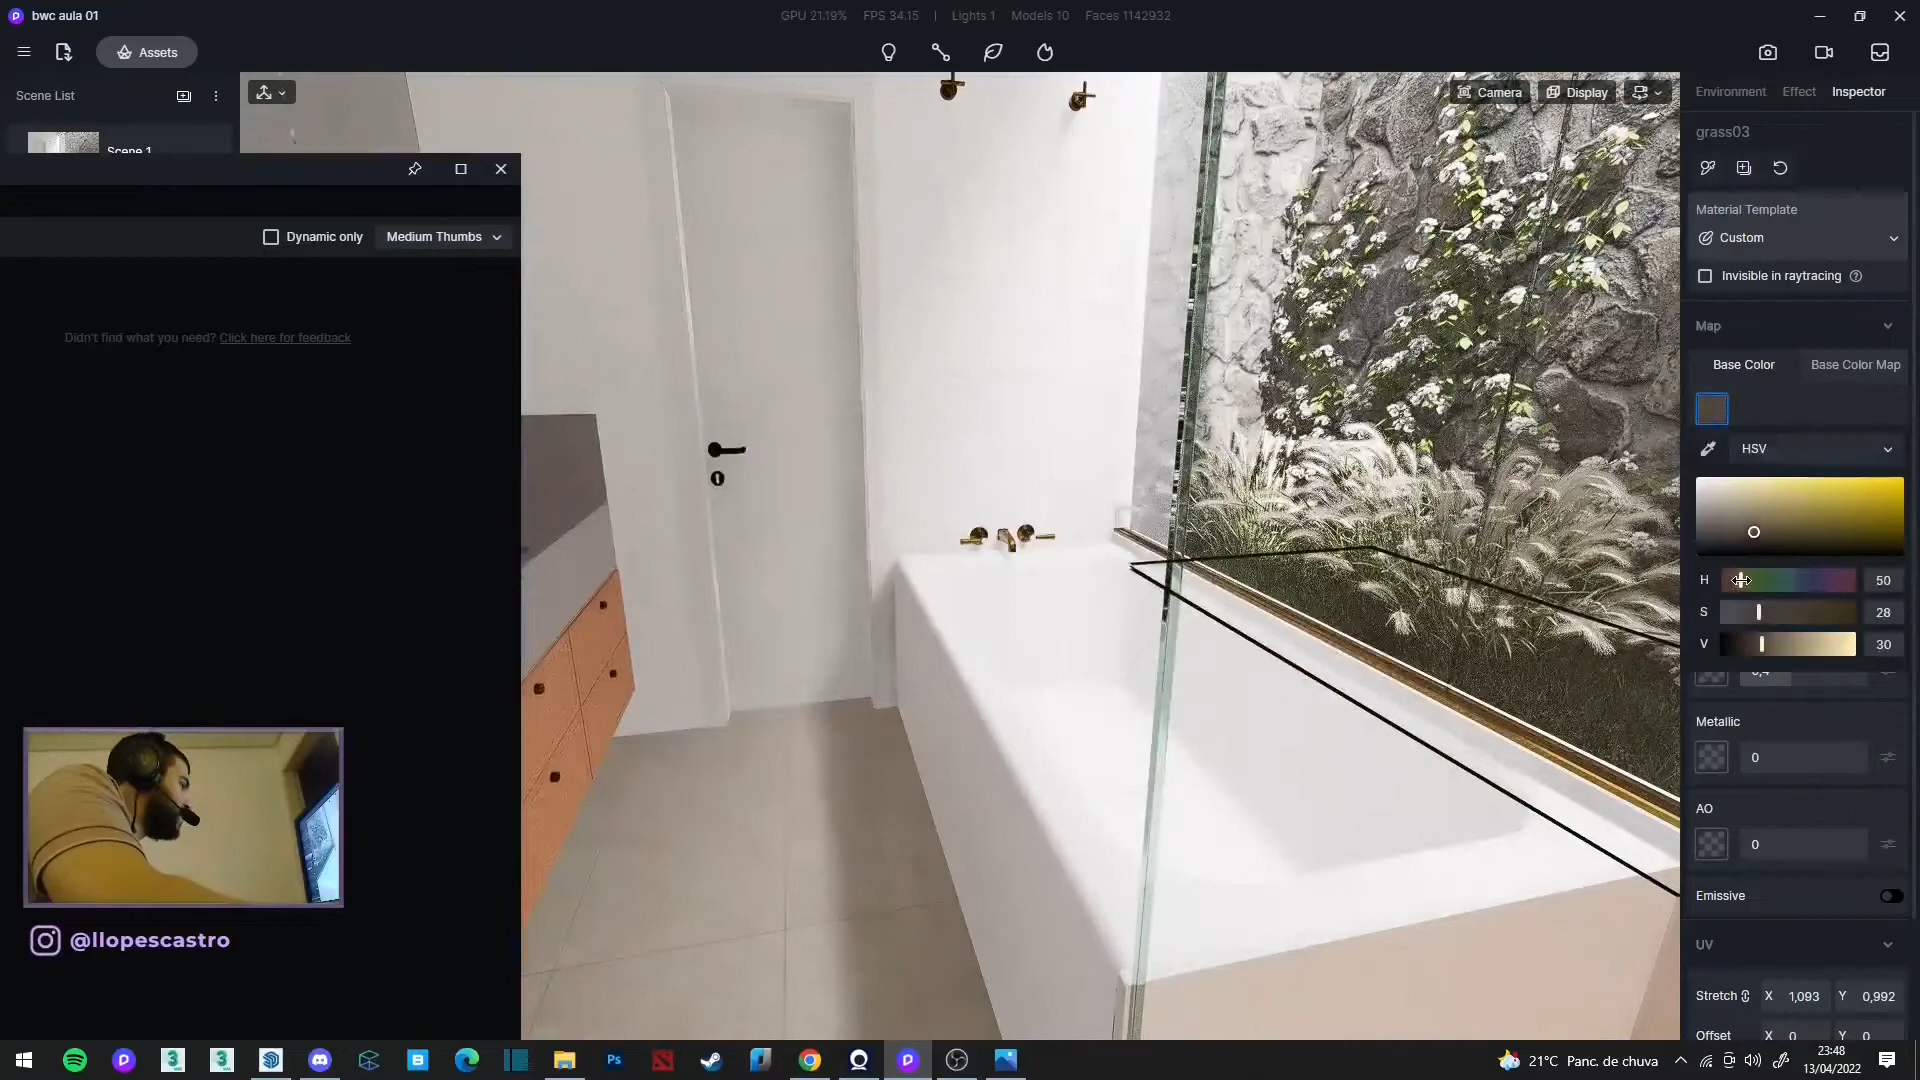 bwc aula 01
GPU 21.19% FPS 34.15 | Lights 1 Models 10 Faces 1142932
Assets
Scene List
Scene 1
Camera
Display
Environment Effect Inspector
grass03
Material Template
Custom
Invisible in raytracing
Map
Base Color Base Color Map
HSV
H 50
S 28
V 30
0,4
Metallic
0
AO
0
Emissive
UV
Stretch X 1,093 Y 0,992
Offset X 0 Y 0
Dynamic only
Medium Thumbs
Didn't find what you need? Click here for feedback
@llopescastro
21°C Panc. de chuva
23:48
13/04/2022